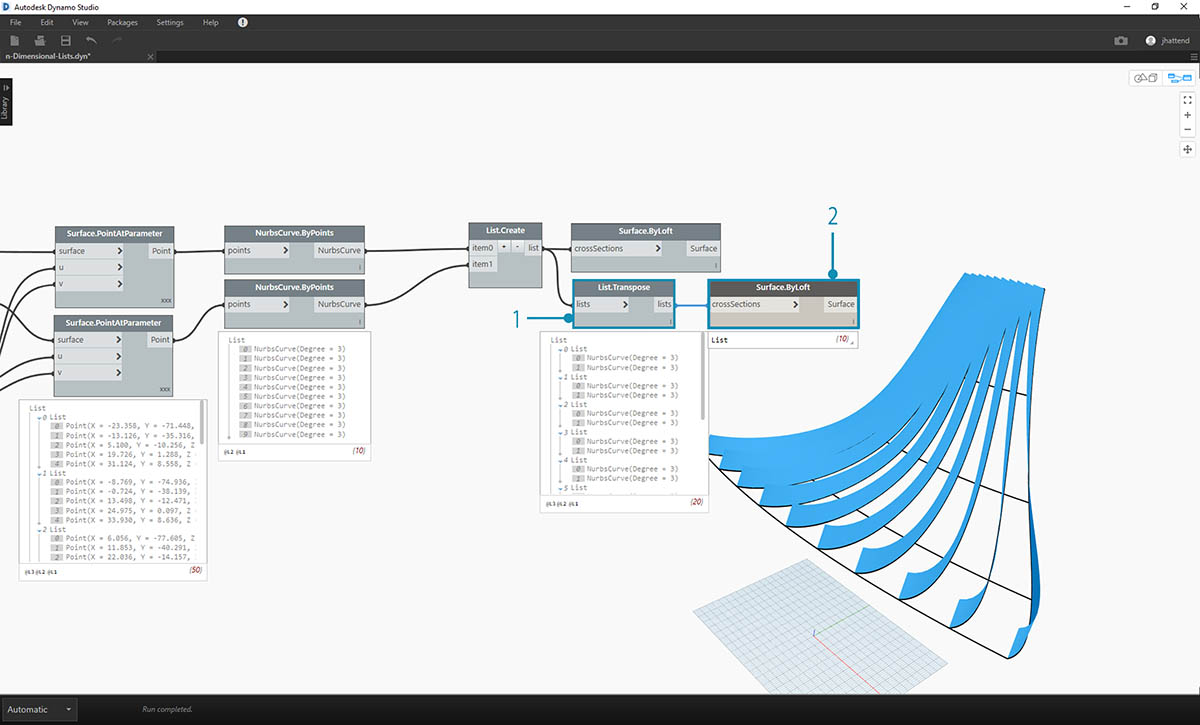 Autodesk Dynamo Studio
File Edit View Packages Settings Help !
jhattend
n-Dimensional-Lists.dyn*
Library
Surface.PointAtParameter
surface > Point
u >
v >
xxx
Surface.PointAtParameter
surface > Point
u >
v >
xxx
List
0 List
0 Point(X = -23.358, Y = -71.448,
1 Point(X = -13.126, Y = -35.316,
2 Point(X = 5.100, Y = -10.256, Z
3 Point(X = 19.726, Y = 1.288, Z
4 Point(X = 31.124, Y = 8.558, Z
1 List
0 Point(X = -8.769, Y = -74.936,
1 Point(X = -0.724, Y = -38.139,
2 Point(X = 13.498, Y = -12.471,
3 Point(X = 24.975, Y = 0.097, Z
4 Point(X = 33.930, Y = 8.636, Z
2 List
0 Point(X = 6.056, Y = -77.605, Z
1 Point(X = 11.853, Y = -40.291,
2 Point(X = 22.036, Y = -14.157,
@L3 @L2 @L1 {50}
NurbsCurve.ByPoints
points > NurbsCurve
NurbsCurve.ByPoints
points > NurbsCurve
List
0 NurbsCurve(Degree = 3)
1 NurbsCurve(Degree = 3)
2 NurbsCurve(Degree = 3)
3 NurbsCurve(Degree = 3)
4 NurbsCurve(Degree = 3)
5 NurbsCurve(Degree = 3)
6 NurbsCurve(Degree = 3)
7 NurbsCurve(Degree = 3)
8 NurbsCurve(Degree = 3)
9 NurbsCurve(Degree = 3)
@L2 @L1 {10}
List.Create
item0 + - list
item1
Surface.ByLoft
crossSections > Surface
1
List.Transpose
lists > lists
List
0 List
0 NurbsCurve(Degree = 3)
1 NurbsCurve(Degree = 3)
1 List
0 NurbsCurve(Degree = 3)
1 NurbsCurve(Degree = 3)
2 List
0 NurbsCurve(Degree = 3)
1 NurbsCurve(Degree = 3)
3 List
0 NurbsCurve(Degree = 3)
1 NurbsCurve(Degree = 3)
4 List
0 NurbsCurve(Degree = 3)
1 NurbsCurve(Degree = 3)
5 List
@L3 @L2 @L1 {20}
2
Surface.ByLoft
crossSections > Surface
List {10}
Automatic
Run completed.